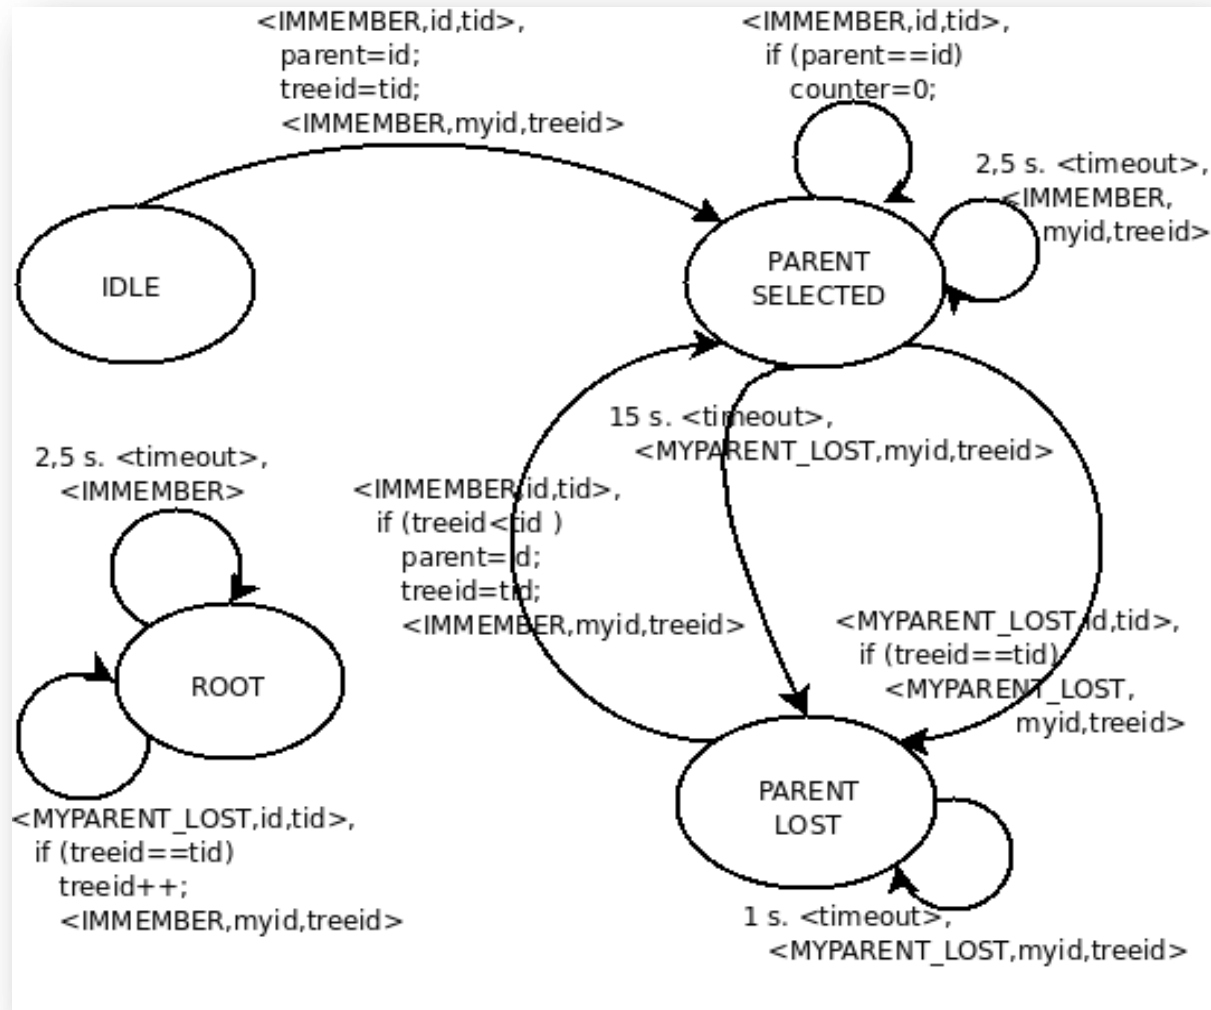 <IMMEMBER,id,tid>,
parent=id;
treeid=tid;
<IMMEMBER,myid,treeid>
<IMMEMBER,id,tid>,
if (parent==id)
counter=0;
2,5 s. <timeout>,
<IMMEMBER,
myid,treeid>
IDLE
PARENT
SELECTED
15 s. <timeout>,
<MYPARENT_LOST,myid,treeid>
2,5 s. <timeout>,
<IMMEMBER>
<IMMEMBER,id,tid>,
if (treeid<tid )
parent=id;
treeid=tid;
<IMMEMBER,myid,treeid>
<MYPARENT_LOST,id,tid>,
if (treeid==tid)
<MYPARENT_LOST,
myid,treeid>
ROOT
<MYPARENT_LOST,id,tid>,
if (treeid==tid)
treeid++;
<IMMEMBER,myid,treeid>
PARENT
LOST
1 s. <timeout>,
<MYPARENT_LOST,myid,treeid>